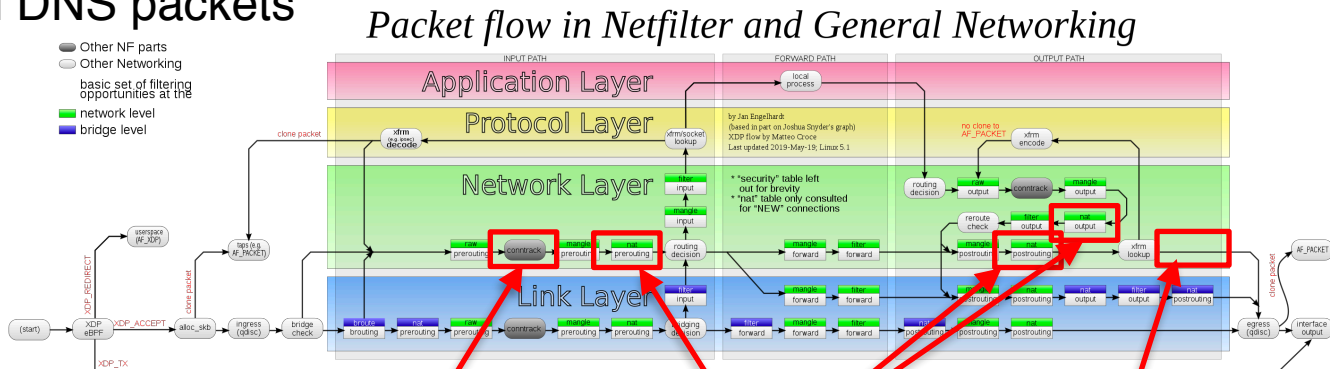 DNS packets
Packet flow in Netfilter and General Networking
Other NF parts
Other Networking
basic set of filtering
opportunities at the
network level
bridge level
INPUT PATH
FORWARD PATH
OUTPUT PATH
Application Layer
local
process
Protocol Layer
clone packet
xfrm
(e.g. ipsec)
decode
xfrm/socket
lookup
by Jan Engelhardt
(based in part on Joshua Snyder's graph)
XDP flow by Matteo Croce
Last updated 2019-May-19; Linux 5.1
no clone to
AF_PACKET
xfrm
encode
Network Layer
filter
input
mangle
input
* "security" table left
out for brevity
* "nat" table only consulted
for "NEW" connections
routing
decision
raw
output
conntrack
mangle
output
reroute
check
filter
output
nat
output
userspace
(AF_XDP)
taps (e.g.
AF_PACKET)
raw
prerouting
conntrack
mangle
prerouting
nat
prerouting
routing
decision
mangle
forward
filter
forward
mangle
postrouting
nat
postrouting
xfrm
lookup
AF_PACKET
XDP_REDIRECT
clone packet
clone packet
Link Layer
filter
input
mangle
forward
filter
forward
mangle
postrouting
nat
postrouting
nat
output
filter
output
nat
postrouting
(start)
XDP
eBPF
XDP_ACCEPT
alloc_skb
ingress
(qdisc)
bridge
check
broute
brouting
nat
prerouting
raw
prerouting
conntrack
mangle
prerouting
nat
prerouting
bridging
decision
filter
forward
mangle
forward
filter
forward
nat
postrouting
mangle
postrouting
nat
postrouting
egress
(qdisc)
interface
output
XDP_TX